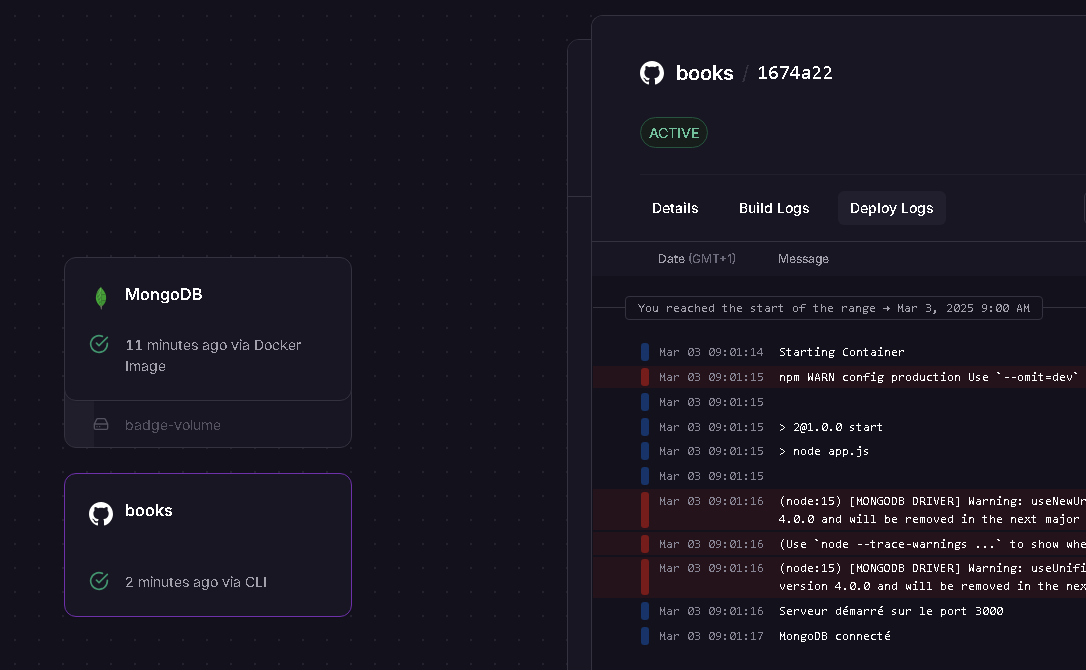 books / 1674a22
ACTIVE
Details Build Logs Deploy Logs
Date (GMT+1) Message
You reached the start of the range → Mar 3, 2025 9:00 AM
Mar 03 09:01:14 Starting Container
Mar 03 09:01:15 npm WARN config production Use `--omit=dev`
Mar 03 09:01:15
Mar 03 09:01:15 > 2@1.0.0 start
Mar 03 09:01:15 > node app.js
Mar 03 09:01:15
Mar 03 09:01:16 (node:15) [MONGODB DRIVER] Warning: useNewUr
4.0.0 and will be removed in the next major
Mar 03 09:01:16 (Use `node --trace-warnings ...` to show whe
Mar 03 09:01:16 (node:15) [MONGODB DRIVER] Warning: useUnifi
version 4.0.0 and will be removed in the nex
Mar 03 09:01:16 Serveur démarré sur le port 3000
Mar 03 09:01:17 MongoDB connecté
MongoDB
11 minutes ago via Docker
Image
badge-volume
books
2 minutes ago via CLI